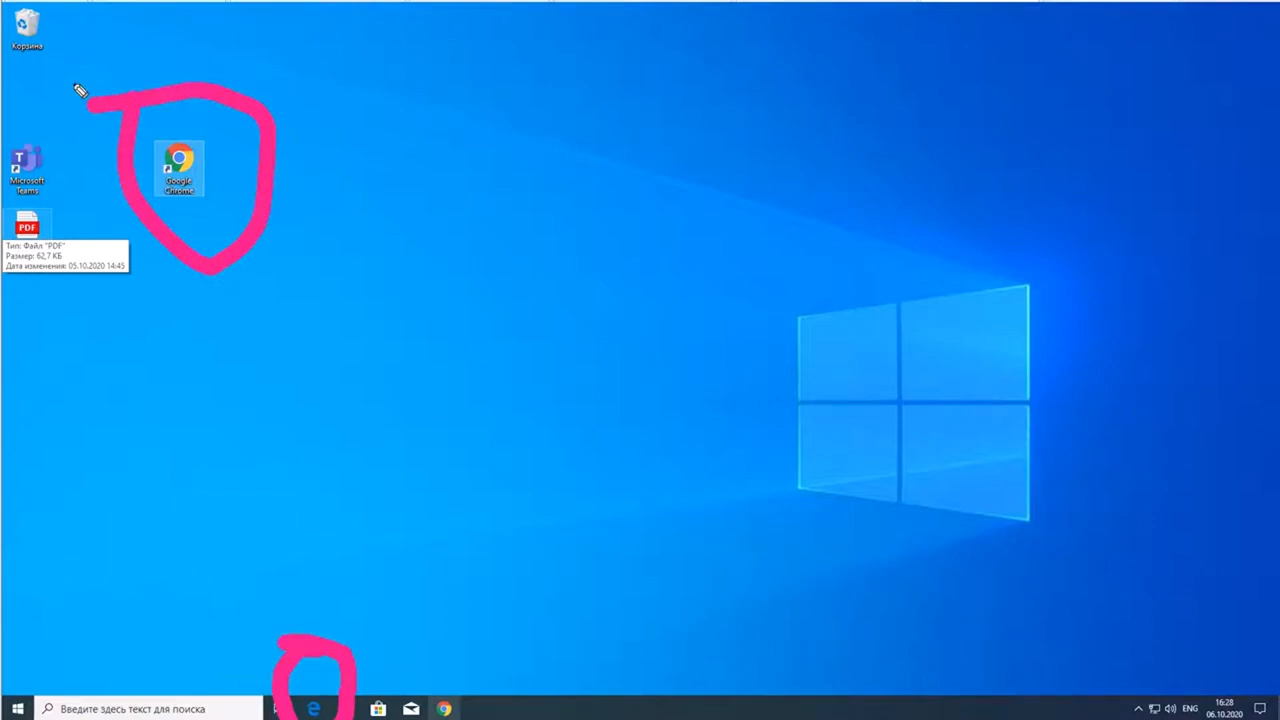 Корзина
Microsoft
Teams
Google
Chrome
PDF
Тип: Файл "PDF"
Размер: 62,7 КБ
Дата изменения: 05.10.2020 14:45
Введите здесь текст для поиска
ENG
16:28
06.10.2020